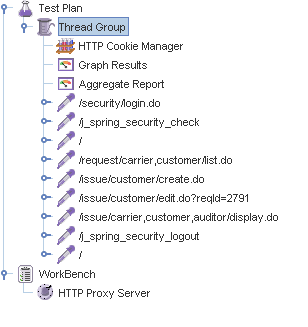 Test Plan
Thread Group
HTTP Cookie Manager
Graph Results
Aggregate Report
/security/login.do
/j_spring_security_check
/
/request/carrier,customer/list.do
/issue/customer/create.do
/issue/customer/edit.do?reqId=2791
/issue/carrier,customer,auditor/display.do
/j_spring_security_logout
/
WorkBench
HTTP Proxy Server